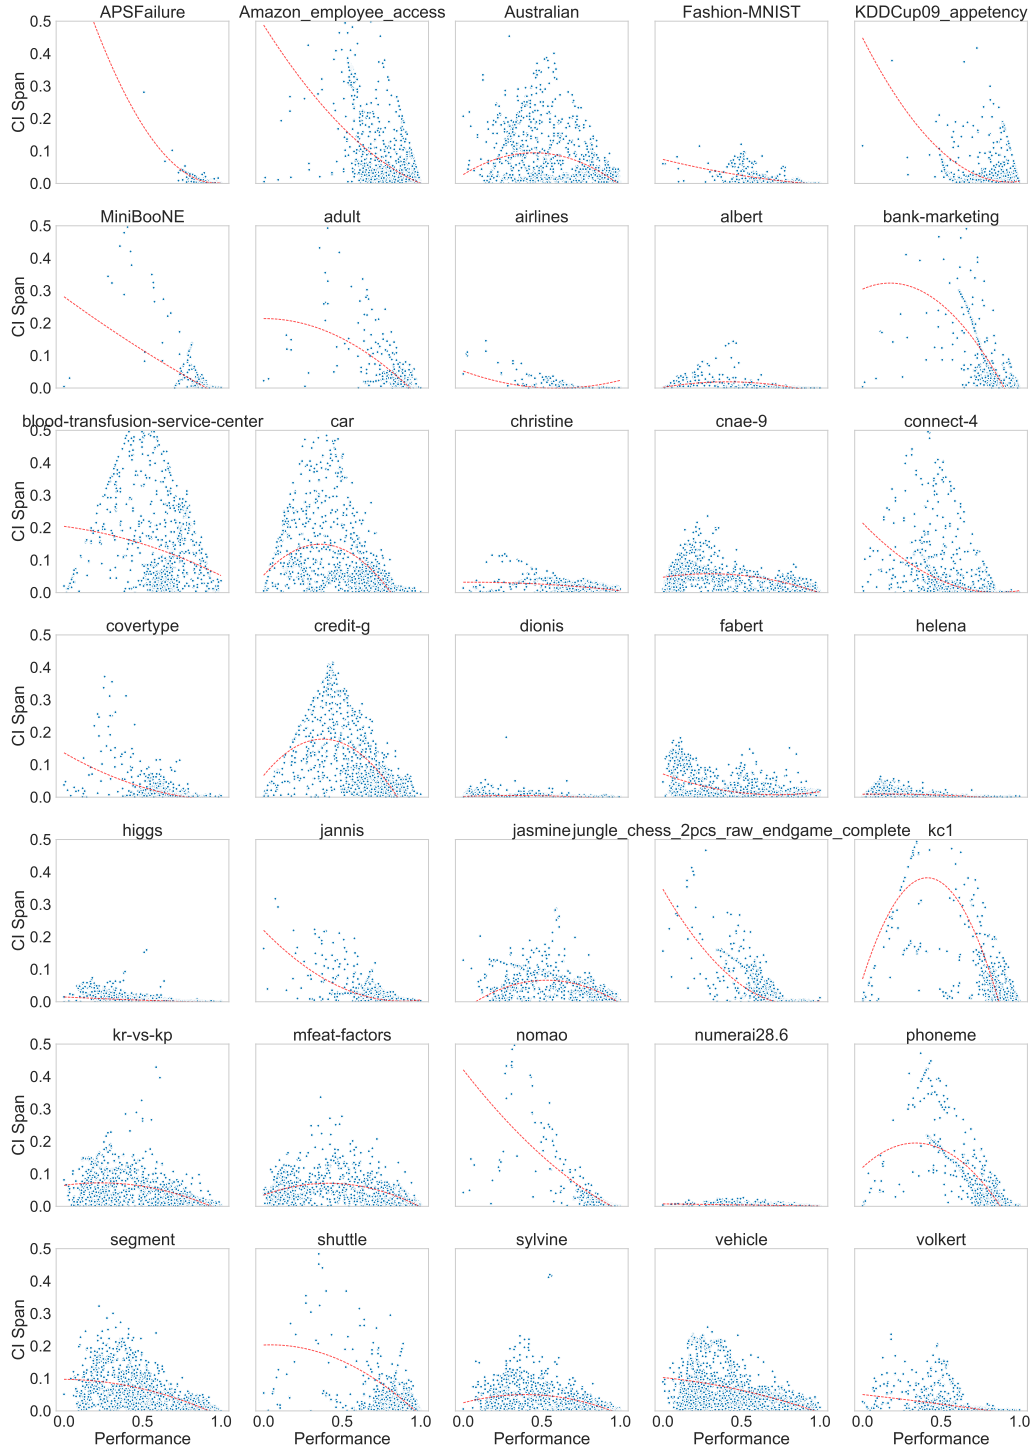 APSFailure Amazon_employee_access Australian Fashion-MNIST KDDCup09_appetency
0.5
0.4
0.3
0.2
0.1
0.0
CI Span
MiniBooNE adult airlines albert bank-marketing
0.5
0.4
0.3
0.2
0.1
0.0
CI Span
blood-transfusion-service-center car christine cnae-9 connect-4
0.5
0.4
0.3
0.2
0.1
0.0
CI Span
covertype credit-g dionis fabert helena
0.5
0.4
0.3
0.2
0.1
0.0
CI Span
higgs jannis jasmine jungle_chess_2pcs_raw_endgame_complete kc1
0.5
0.4
0.3
0.2
0.1
0.0
CI Span
kr-vs-kp mfeat-factors nomao numerai28.6 phoneme
0.5
0.4
0.3
0.2
0.1
0.0
CI Span
segment shuttle sylvine vehicle volkert
0.5
0.4
0.3
0.2
0.1
0.0
CI Span
0.0 0.5 1.0 0.0 0.5 1.0 0.0 0.5 1.0 0.0 0.5 1.0 0.0 0.5 1.0
Performance Performance Performance Performance Performance